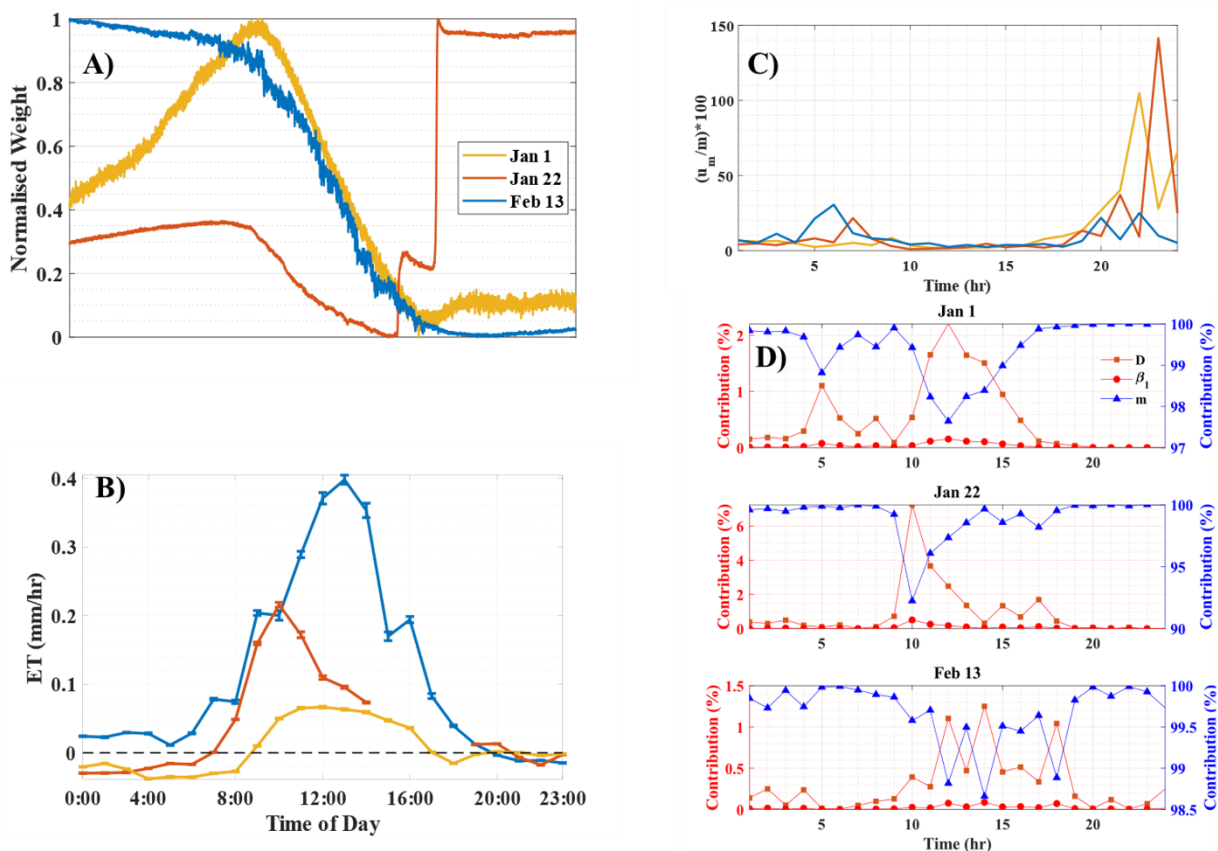 A)
Normalised Weight
1
0.8
0.6
0.4
0.2
0
Jan 1
Jan 22
Feb 13
B)
ET (mm/hr)
0.4
0.3
0.2
0.1
0
0:00 4:00 8:00 12:00 16:00 20:00 23:00
Time of Day
C)
(u_m/m)*100
150
100
50
0
5 10 15 20
Time (hr)
D)
Jan 1
Contribution (%)
2
1
0
100
99
98
97
Contribution (%)
D
β₁
m
5 10 15 20
Jan 22
Contribution (%)
6
4
2
0
100
95
90
Contribution (%)
5 10 15 20
Feb 13
Contribution (%)
1.5
1
0.5
0
100
99.5
99
98.5
Contribution (%)
5 10 15 20
Time (hr)